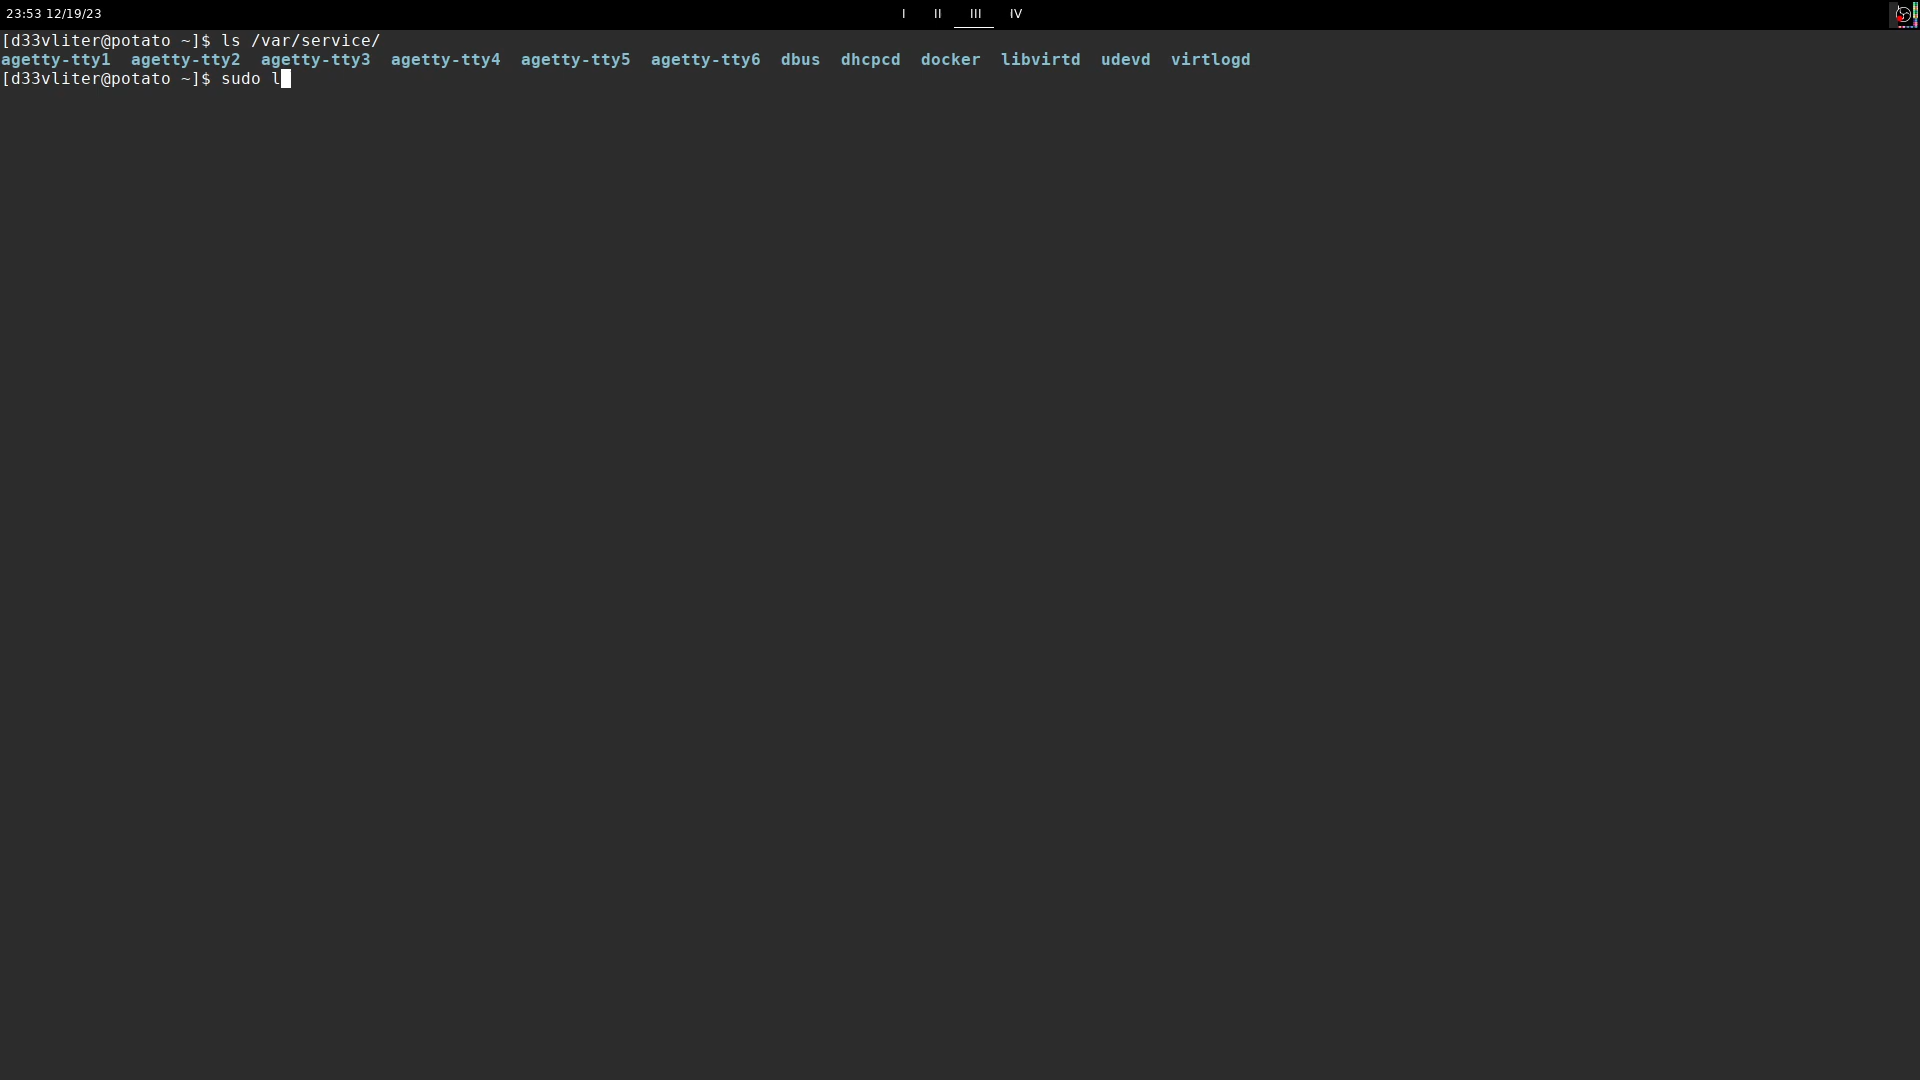 23:53 12/19/23 I II III IV
[d33vliter@potato ~]$ ls /var/service/
agetty-tty1 agetty-tty2 agetty-tty3 agetty-tty4 agetty-tty5 agetty-tty6 dbus dhcpcd docker libvirtd udevd virtlogd
[d33vliter@potato ~]$ sudo l